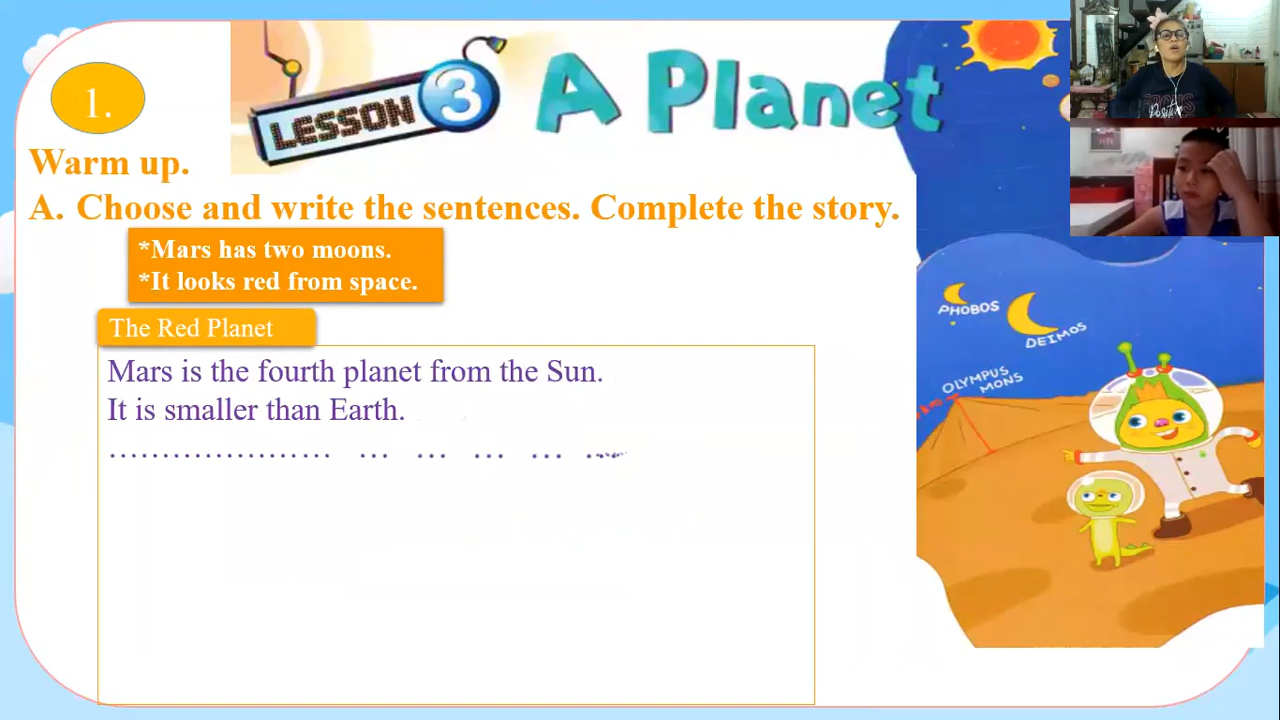 1.
LESSON 3 A Planet
Warm up.
A. Choose and write the sentences. Complete the story.
*Mars has two moons.
*It looks red from space.
The Red Planet
Mars is the fourth planet from the Sun.
It is smaller than Earth.
..................... ... ... ... ... ......
PHOBOS
DEIMOS
OLYMPUS
MONS